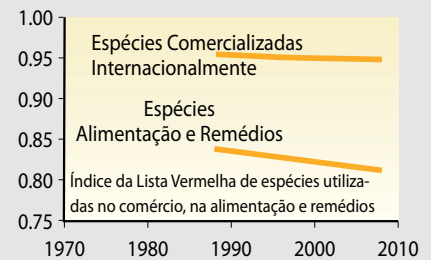 1.00
Espécies Comercializadas
Internacionalmente
0.95
0.90
Espécies
Alimentação e Remédios
0.85
0.80
Índice da Lista Vermelha de espécies utiliza-
das no comércio, na alimentação e remédios
0.75
1970 1980 1990 2000 2010